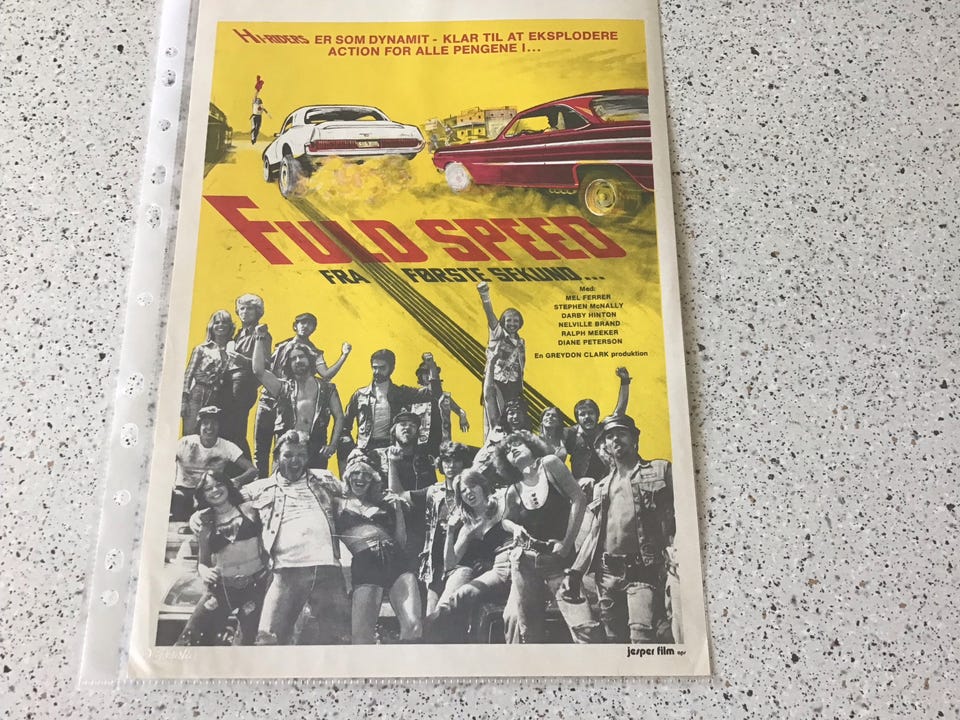 HI-RIDERS ER SOM DYNAMIT - KLAR TIL AT EKSPLODERE
ACTION FOR ALLE PENGENE I...
FULD SPEED
FRA FØRSTE SEKUND...
Med:
MEL FERRER
STEPHEN McNALLY
DARBY HINTON
NELVILLE BRAND
RALPH MEEKER
DIANE PETERSON
En GREYDON CLARK produktion
jesper film aps